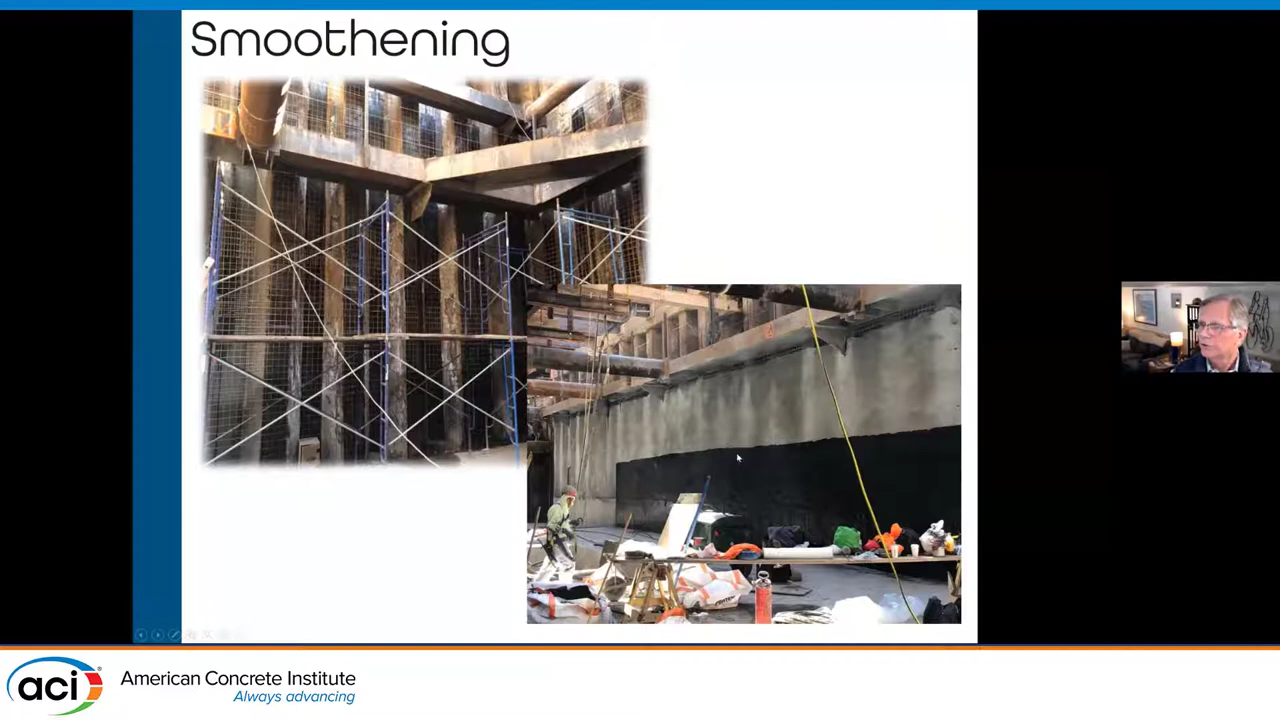 Smoothening
aci
®
American Concrete Institute
Always advancing